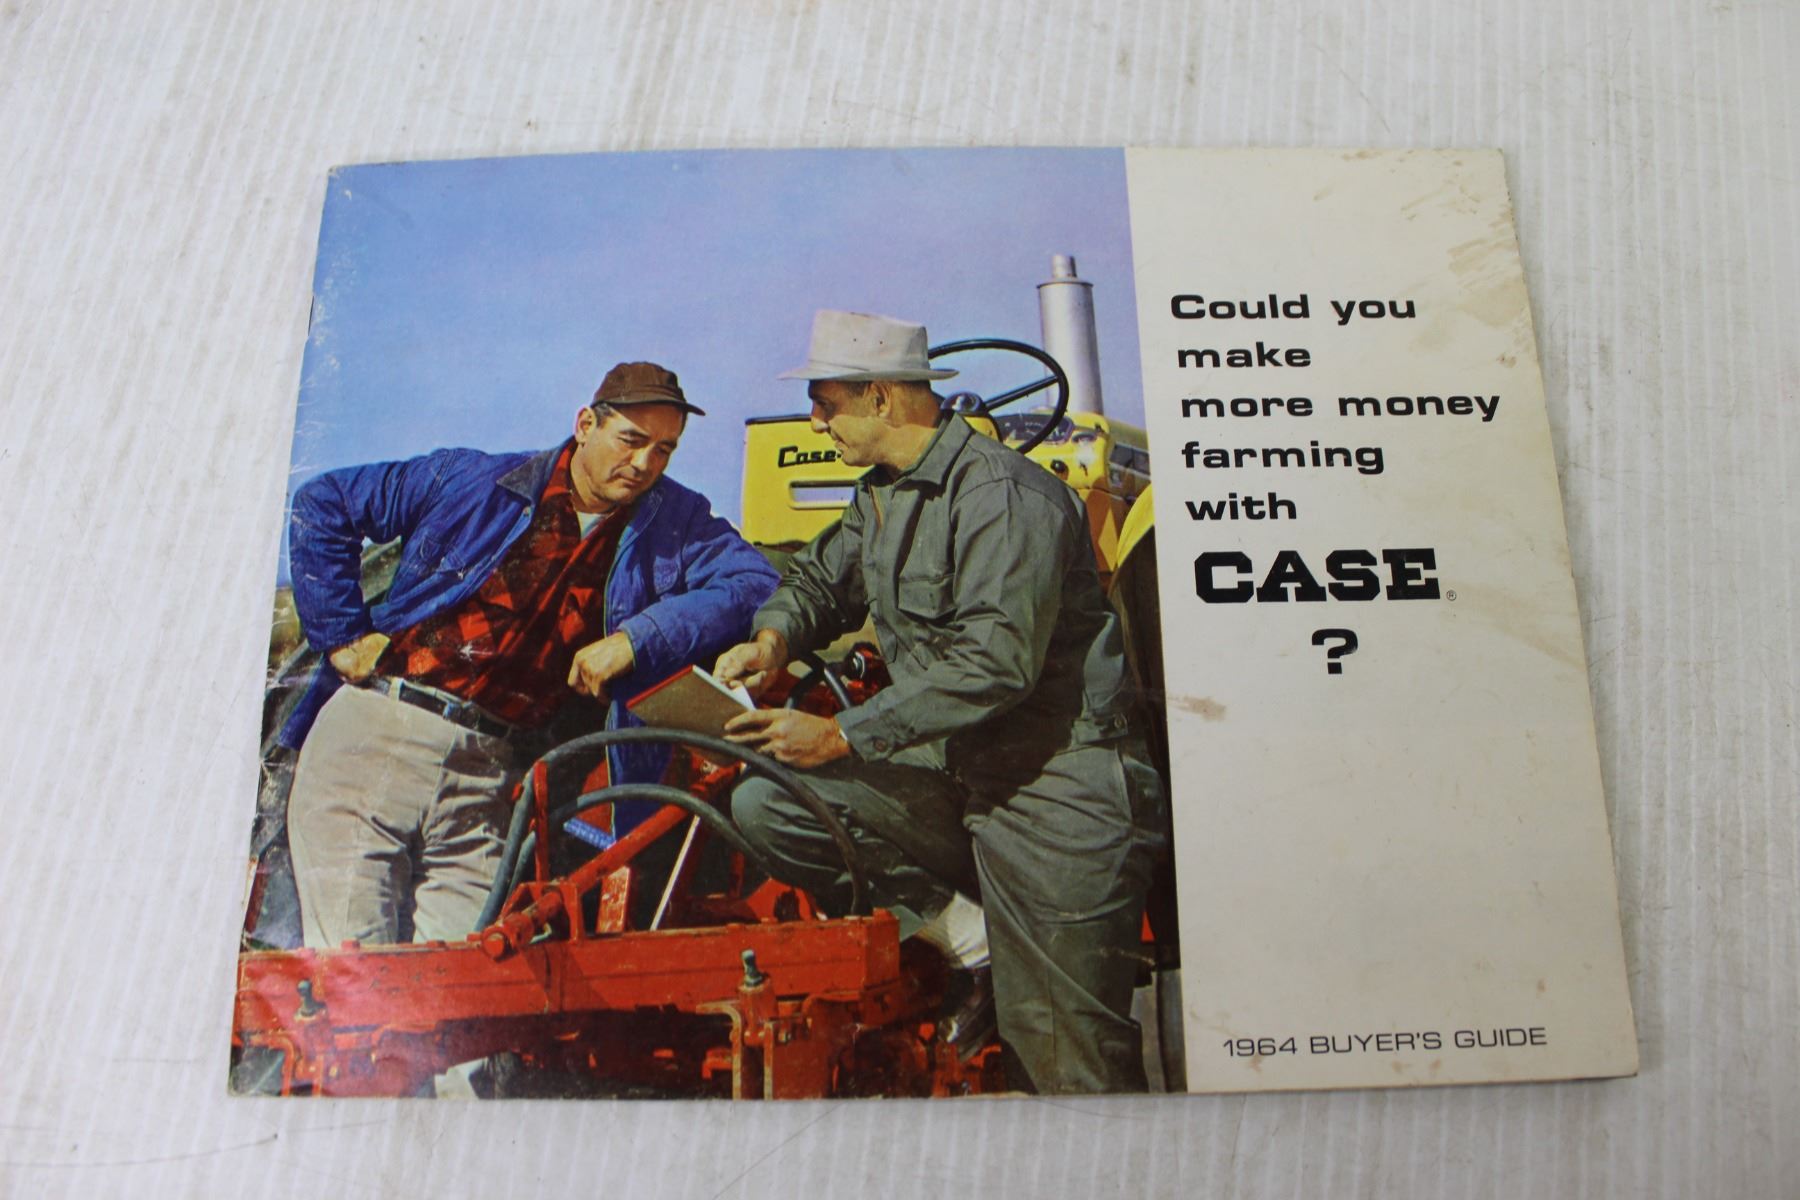 Could you
make
more money
farming
with
CASE®
?
Case-
1964 BUYER'S GUIDE